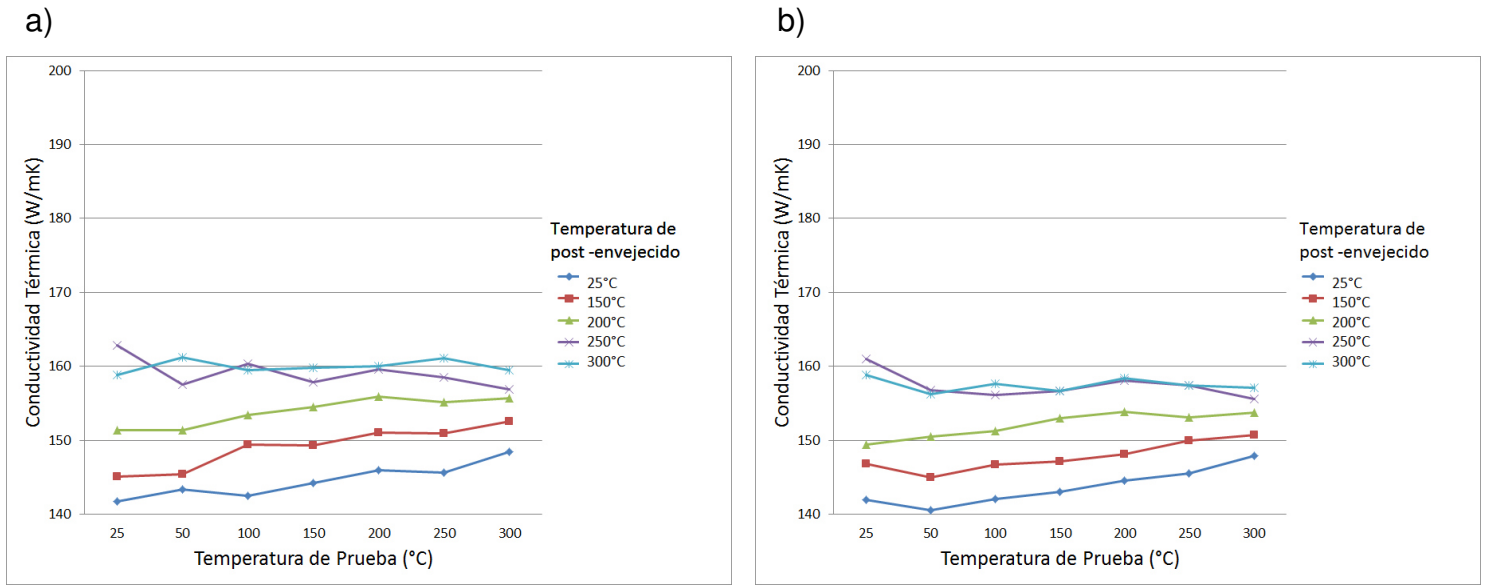 a)
200
190
180
170
160
150
140
25 50 100 150 200 250 300
Conductividad Térmica (W/mK)
Temperatura de Prueba (°C)
Temperatura de
post -envejecido
25°C
150°C
200°C
250°C
300°C
b)
200
190
180
170
160
150
140
25 50 100 150 200 250 300
Conductividad Térmica (W/mK)
Temperatura de Prueba (°C)
Temperatura de
post -envejecido
25°C
150°C
200°C
250°C
300°C